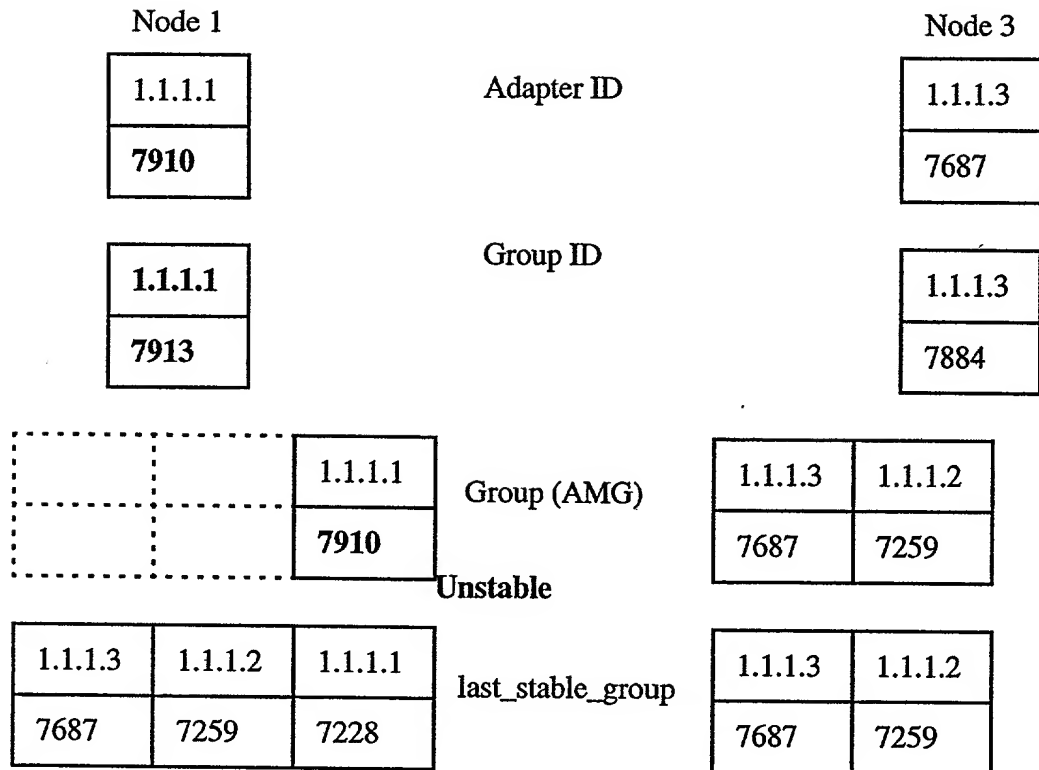 Node 1
Node 3
1.1.1.1
Adapter ID
1.1.1.3
7910
7687
1.1.1.1
Group ID
1.1.1.3
7913
7884
1.1.1.1
Group (AMG)
1.1.1.3 1.1.1.2
7910
7687 7259
Unstable
1.1.1.3 1.1.1.2 1.1.1.1
last_stable_group
1.1.1.3 1.1.1.2
7687 7259 7228
7687 7259